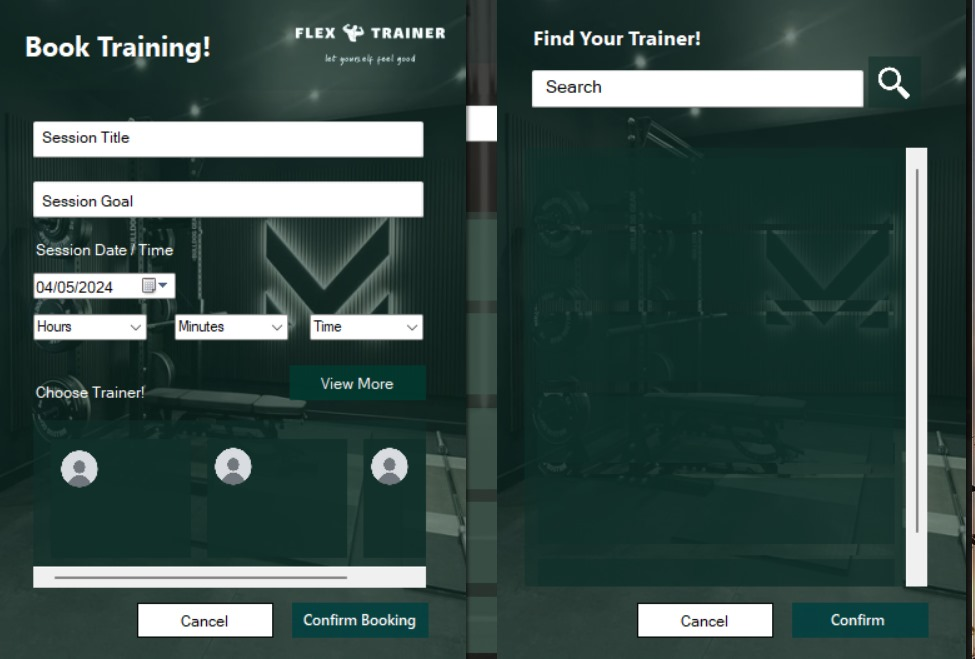 Book Training!
FLEX TRAINER
let yourself feel good
Session Title
Session Goal
Session Date / Time
04/05/2024
Hours
Minutes
Time
Choose Trainer!
View More
Cancel
Confirm Booking
Find Your Trainer!
Search
Cancel
Confirm